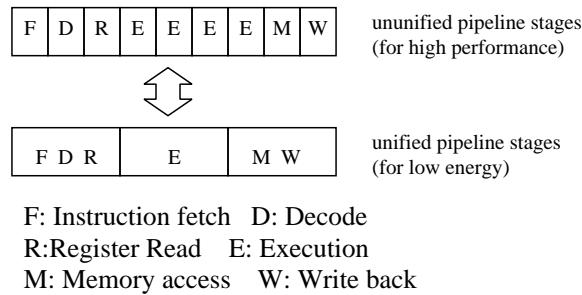 F D R E E E E M W
ununified pipeline stages
(for high performance)
F D R E M W
unified pipeline stages
(for low energy)
F: Instruction fetch D: Decode
R:Register Read E: Execution
M: Memory access W: Write back